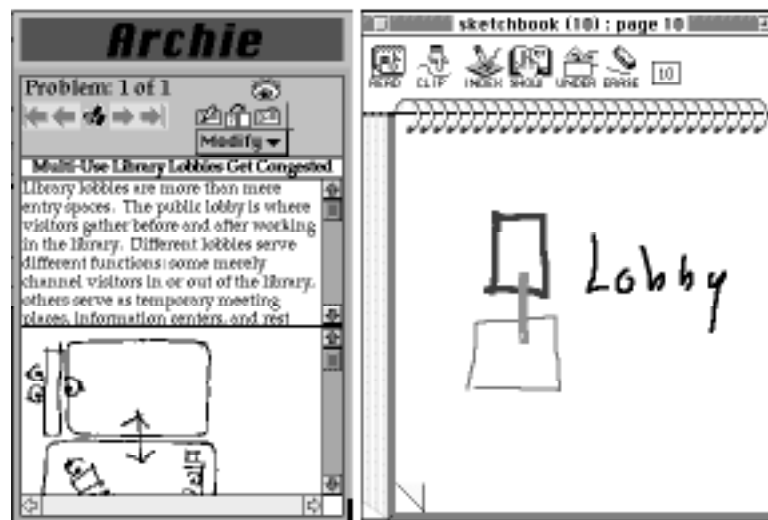 Archie
Problem: 1 of 1
Modify
Multi-Use Library Lobbies Get Congested
Library lobbies are more than mere
entry spaces. The public lobby is where
visitors gather before and after working
in the library. Different lobbies serve
different functions: some merely
channel visitors in or out of the library,
others serve as temporary meeting
places, information centers, and rest
sketchbook (10) : page 10
READ CLIP INDEX SHOW UNDER ERASE 10
Lobby